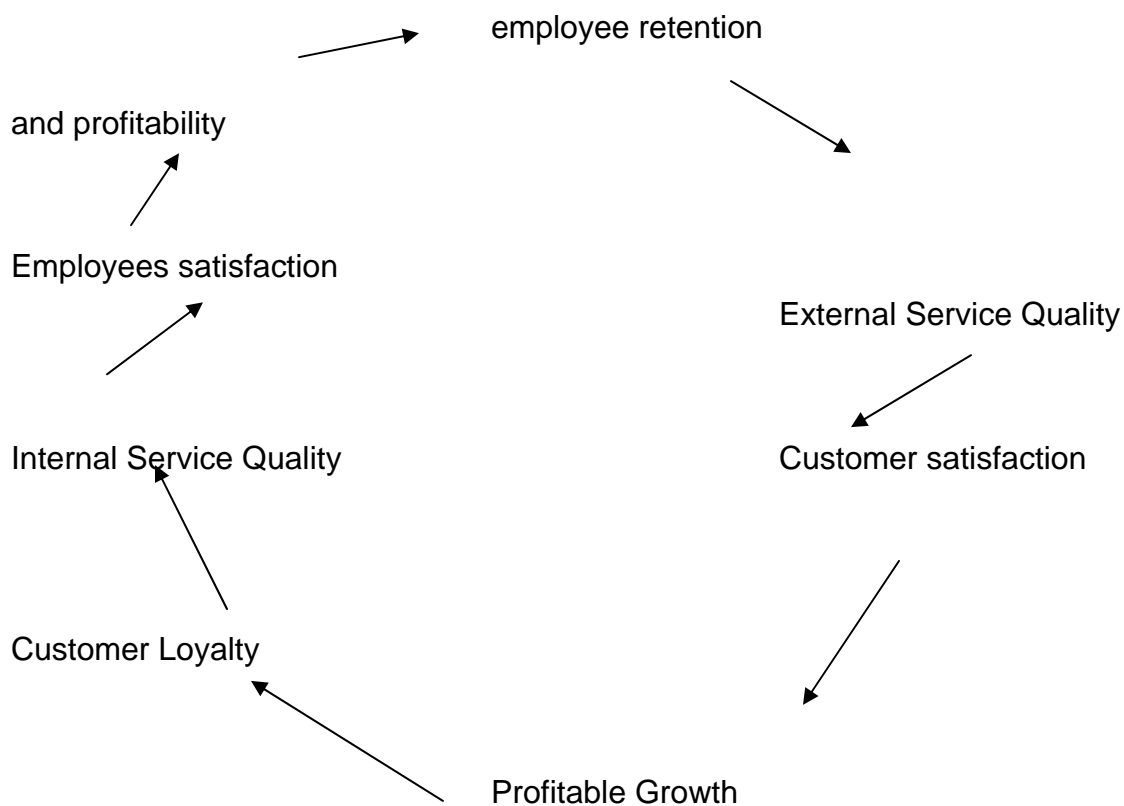 employee retention
and profitability
Employees satisfaction
External Service Quality
Internal Service Quality
Customer satisfaction
Customer Loyalty
Profitable Growth